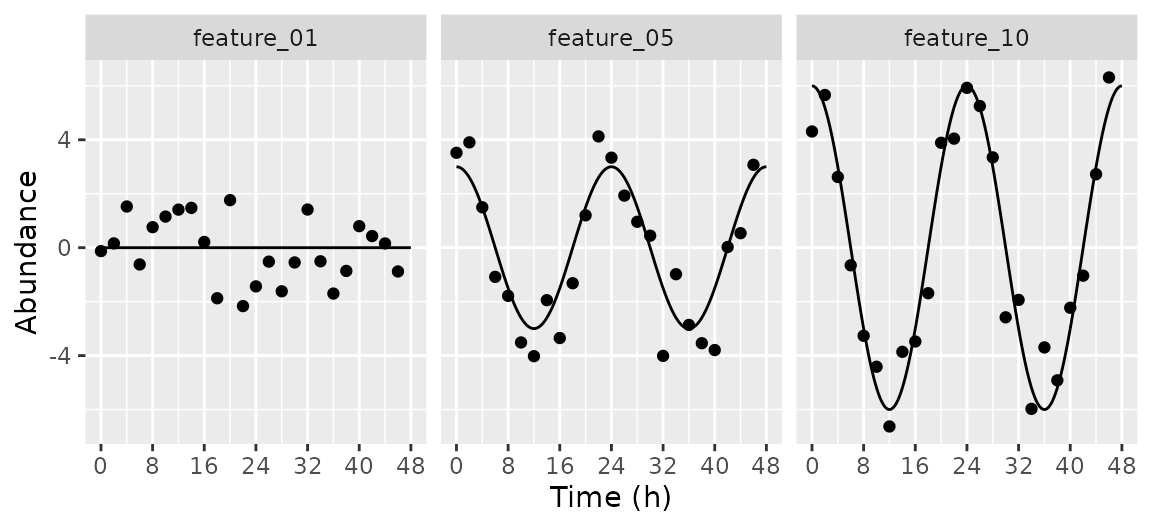 feature_01 feature_05 feature_10
Abundance
4
0
-4
0 8 16 24 32 40 48 0 8 16 24 32 40 48 0 8 16 24 32 40 48
Time (h)